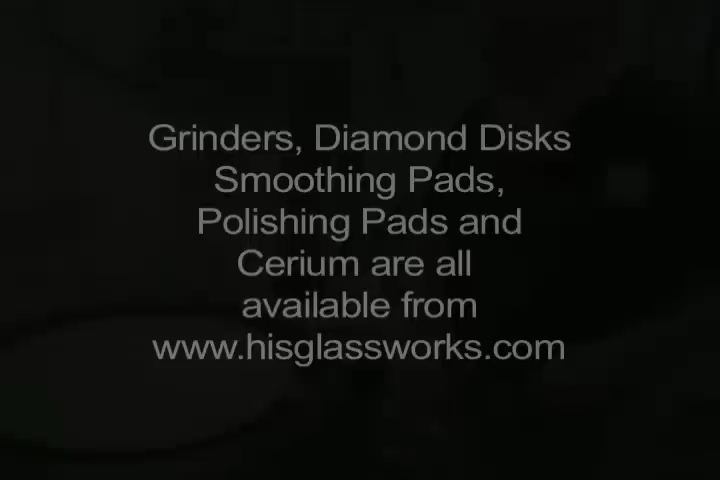 Grinders, Diamond Disks
Smoothing Pads,
Polishing Pads and
Cerium are all
available from
www.hisglassworks.com